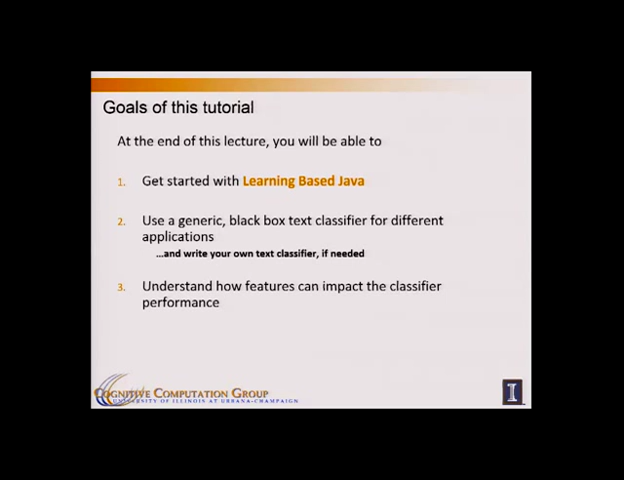 Goals of this tutorial
At the end of this lecture, you will be able to
1. Get started with Learning Based Java
2. Use a generic, black box text classifier for different
applications
...and write your own text classifier, if needed
3. Understand how features can impact the classifier
performance
COGNITIVE COMPUTATION GROUP
UNIVERSITY OF ILLINOIS AT URBANA-CHAMPAIGN
I